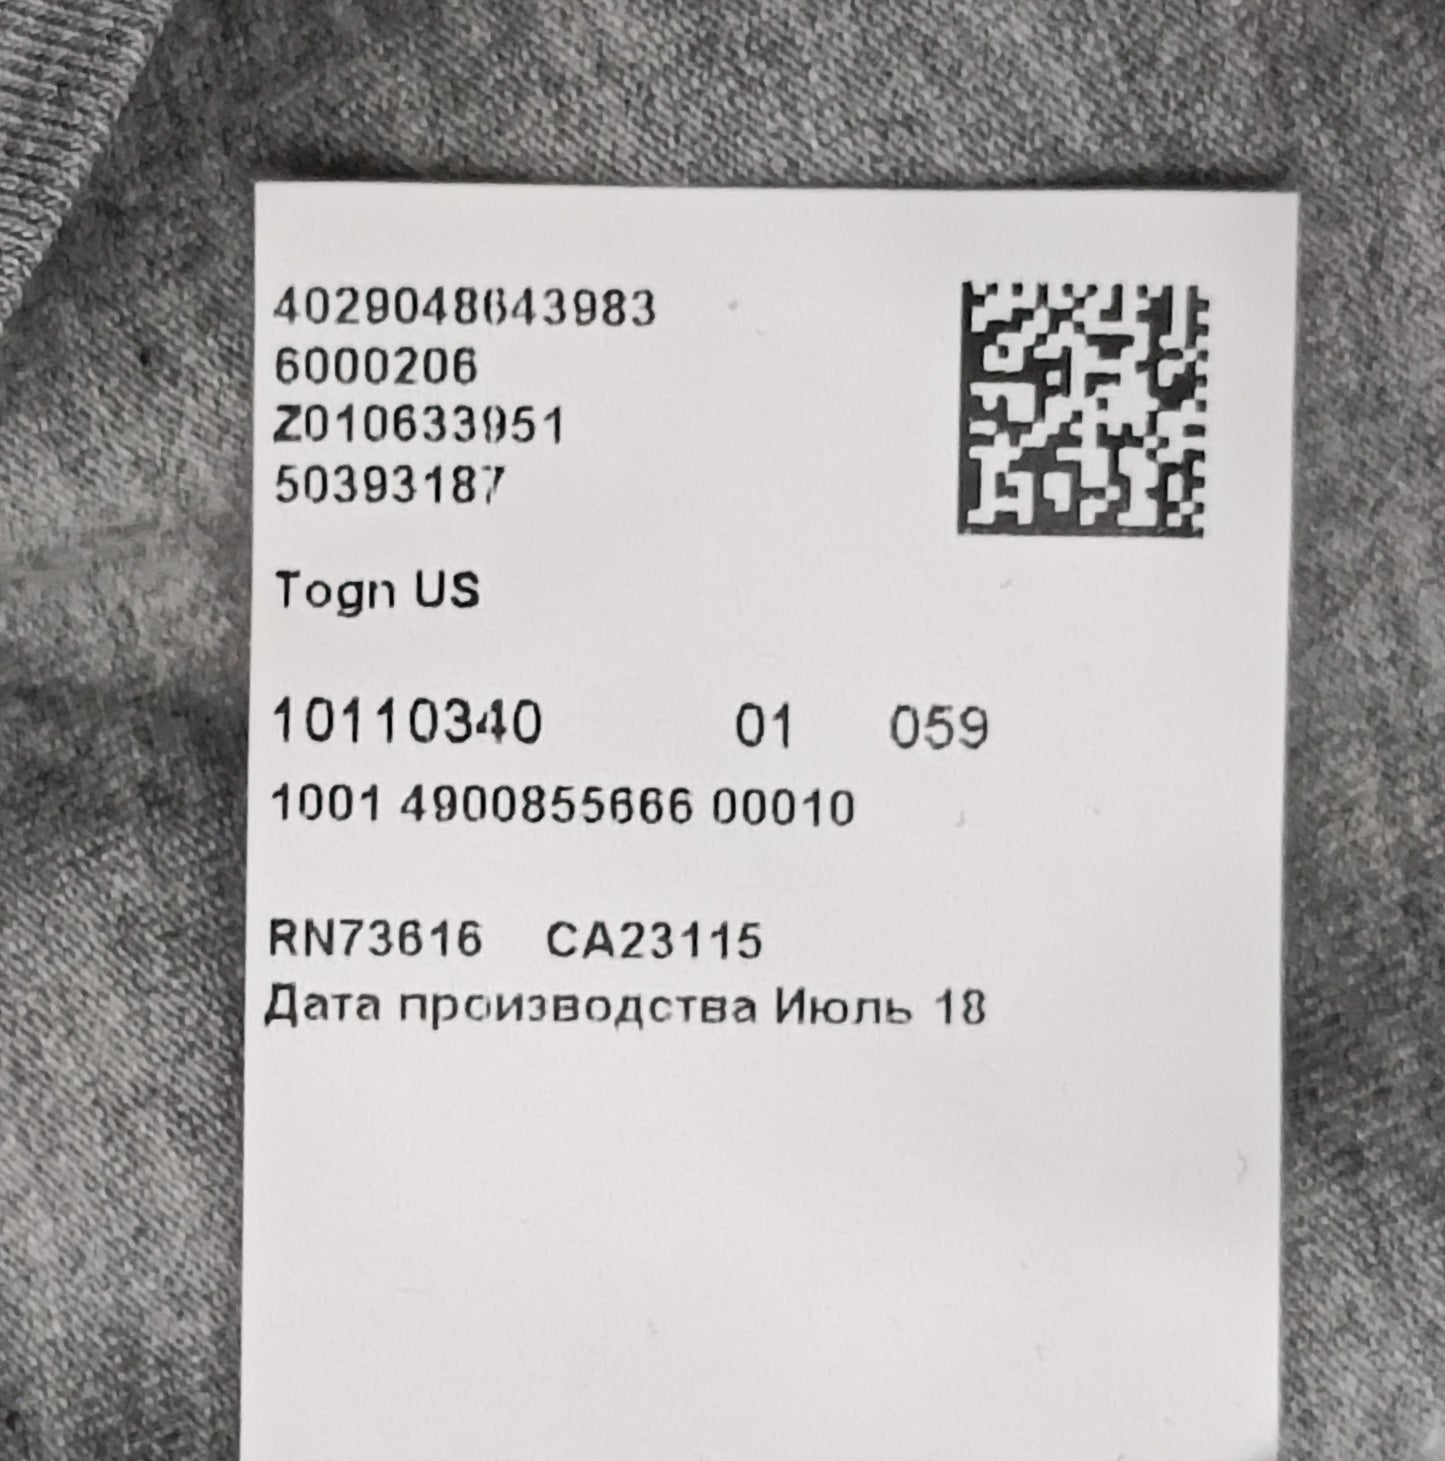 4029048643983
6000206
Z010633951
50393187
Togn US
10110340 01 059
1001 4900855666 00010
RN73616 CA23115
Дата производства Июль 18